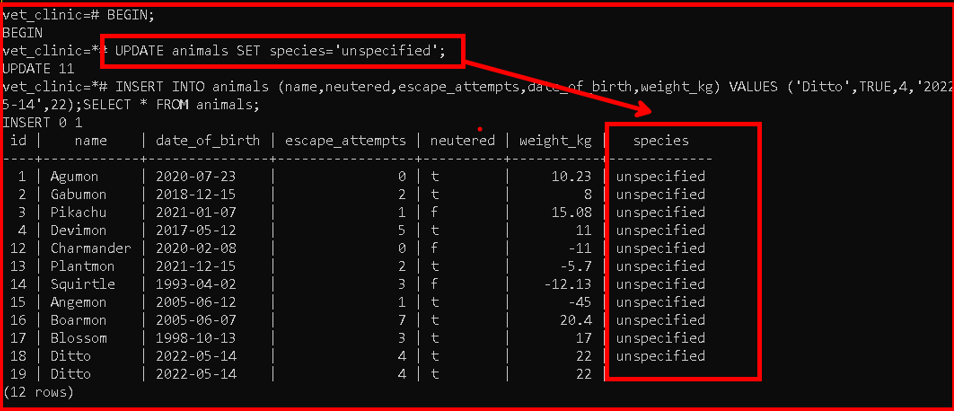 vet_clinic=# BEGIN;
BEGIN
vet_clinic=*# UPDATE animals SET species='unspecified';
UPDATE 11
vet_clinic=*# INSERT INTO animals (name,neutered,escape_attempts,date_of_birth,weight_kg) VALUES ('Ditto',TRUE,4,'2022
5-14',22);SELECT * FROM animals;
INSERT 0 1
 id |    name    | date_of_birth | escape_attempts | neutered | weight_kg |   species
----+------------+---------------+-----------------+----------+-----------+-------------
  1 | Agumon     | 2020-07-23    |               0 | t        |     10.23 | unspecified
  2 | Gabumon    | 2018-12-15    |               2 | t        |         8 | unspecified
  3 | Pikachu    | 2021-01-07    |               1 | f        |     15.08 | unspecified
  4 | Devimon    | 2017-05-12    |               5 | t        |        11 | unspecified
 12 | Charmander | 2020-02-08    |               0 | f        |       -11 | unspecified
 13 | Plantmon   | 2021-12-15    |               2 | t        |      -5.7 | unspecified
 14 | Squirtle   | 1993-04-02    |               3 | f        |    -12.13 | unspecified
 15 | Angemon    | 2005-06-12    |               1 | t        |       -45 | unspecified
 16 | Boarmon    | 2005-06-07    |               7 | t        |      20.4 | unspecified
 17 | Blossom    | 1998-10-13    |               3 | t        |        17 | unspecified
 18 | Ditto      | 2022-05-14    |               4 | t        |        22 | unspecified
 19 | Ditto      | 2022-05-14    |               4 | t        |        22 |
(12 rows)